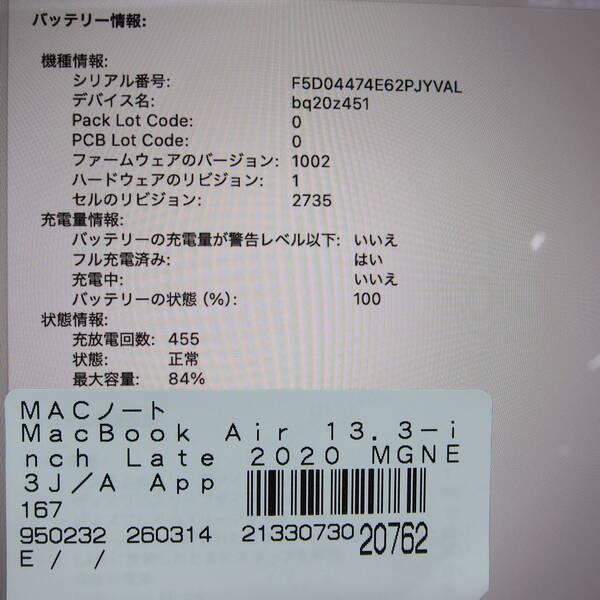 バッテリー情報:
機種情報:
シリアル番号: F5D04474E62PJYVAL
デバイス名: bq20z451
Pack Lot Code: 0
PCB Lot Code: 0
ファームウェアのバージョン: 1002
ハードウェアのリビジョン: 1
セルのリビジョン: 2735
充電量情報:
バッテリーの充電量が警告レベル以下: いいえ
フル充電済み: はい
充電中: いいえ
バッテリーの状態（%）: 100
状態情報:
充放電回数: 455
状態: 正常
最大容量: 84%
ＭＡＣノート
ＭａｃＢｏｏｋ　Ａｉｒ　１３．３−ｉ
ｎｃｈ　Ｌａｔｅ　２０２０　ＭＧＮＥ
３Ｊ／Ａ　Ａｐｐ
167
950232 260314 21330730 20762
E / /